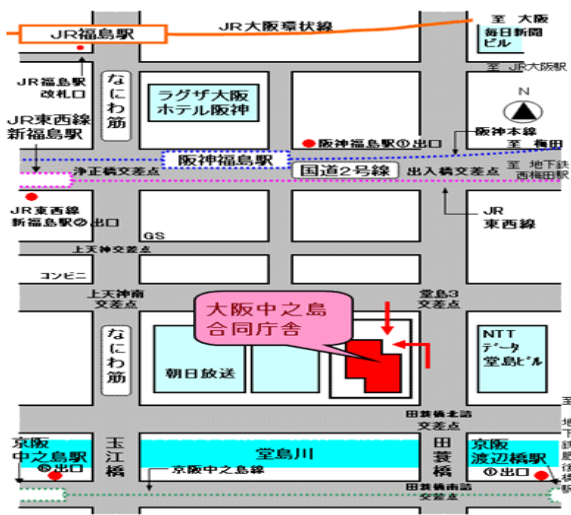 至 大阪
JR大阪環状線
JR福島駅
毎日新聞
ビル
至 JR大阪駅
JR福島駅
改札口
なにわ筋
ラグザ大阪
ホテル阪神
N
JR東西線
新福島駅
阪神福島駅①出口
阪神本線
至 梅田
阪神福島駅
浄正橋交差点
国道2号線
出入橋交差点
至 地下鉄
西梅田駅
JR東西線
新福島駅②出口
JR
東西線
GS
上天神交差点
コンビニ
上天神南
交差点
大阪中之島
合同庁舎
堂島3
交差点
なにわ筋
朝日放送
NTT
データ
堂島ビル
田蓑橋北詰
交差点
至 地下鉄肥後橋駅
京阪
中之島駅
⑥出口
玉江橋
堂島川
田蓑橋
京阪
渡辺橋駅
①出口
京阪中之島線
田蓑橋南詰
交差点